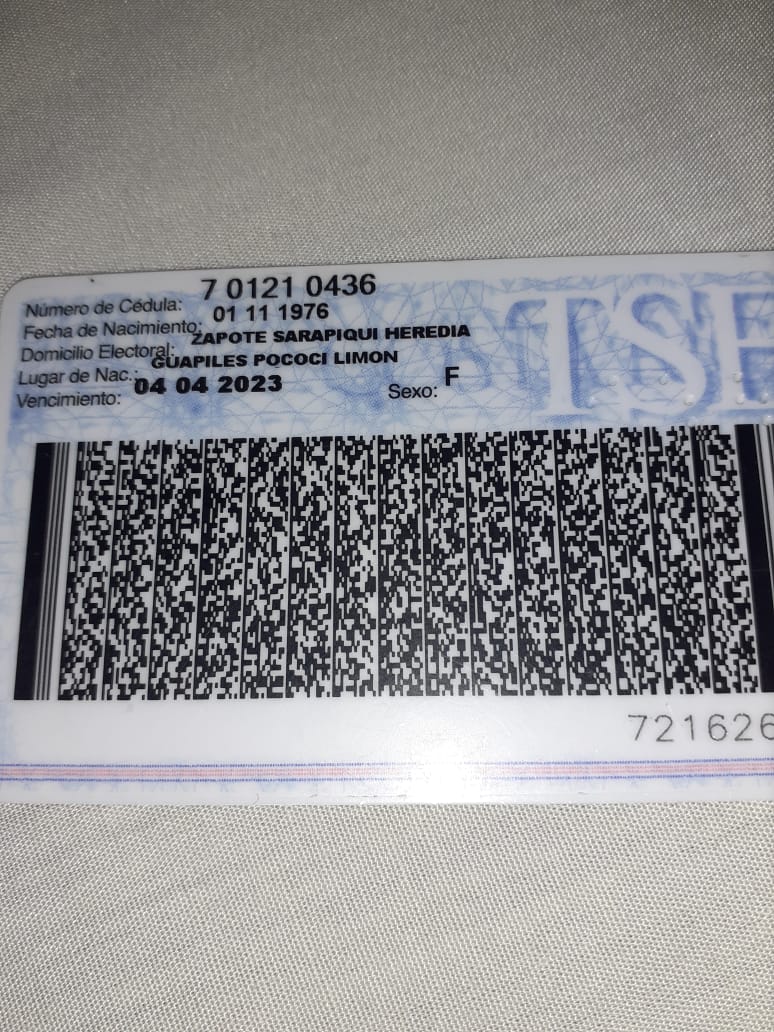 Número de Cédula: 7 0121 0436
Fecha de Nacimiento: 01 11 1976
Domicilio Electoral: ZAPOTE SARAPIQUI HEREDIA
Lugar de Nac.: GUAPILES POCOCI LIMON
Vencimiento: 04 04 2023 Sexo: F
TSE
721626